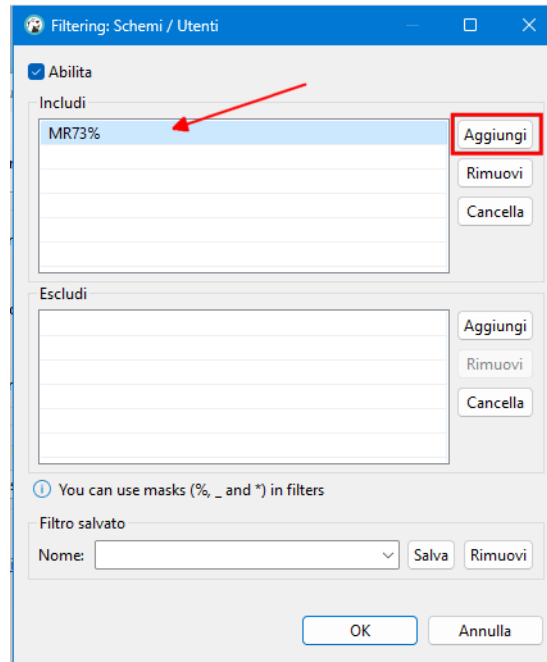 Filtering: Schemi / Utenti
Abilita
Includi
MR73%
Aggiungi
Rimuovi
Cancella
Escludi
Aggiungi
Rimuovi
Cancella
You can use masks (%, _ and *) in filters
Filtro salvato
Nome: Salva Rimuovi
OK Annulla